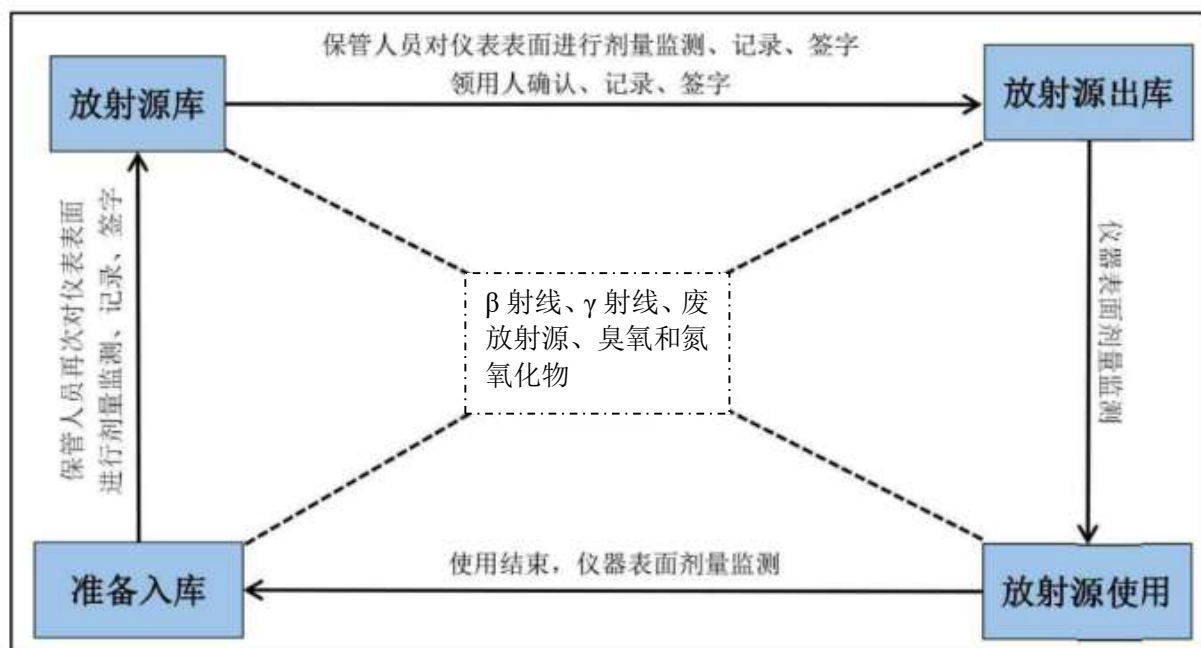 保管人员对仪表表面进行剂量监测、记录、签字
领用人确认、记录、签字
放射源库
放射源出库
保管人员再次对仪表表面
进行剂量监测、记录、签字
β 射线、γ 射线、废
放射源、臭氧和氮
氧化物
仪器表面剂量监测
准备入库
使用结束，仪器表面剂量监测
放射源使用